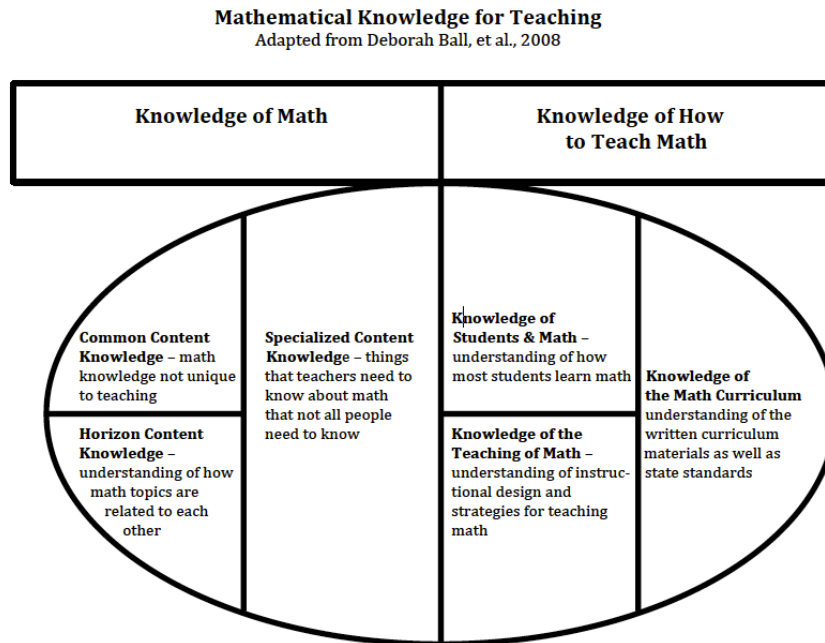 Mathematical Knowledge for Teaching
Adapted from Deborah Ball, et al., 2008
Knowledge of Math
Knowledge of How
to Teach Math
Common Content
Knowledge – math
knowledge not unique
to teaching
Horizon Content
Knowledge –
understanding of how
math topics are
related to each
other
Specialized Content
Knowledge – things
that teachers need to
know about math
that not all people
need to know
Knowledge of
Students & Math –
understanding of how
most students learn math
Knowledge of the
Teaching of Math –
understanding of instruc-
tional design and
strategies for teaching
math
Knowledge of
the Math Curriculum
understanding of the
written curriculum
materials as well as
state standards